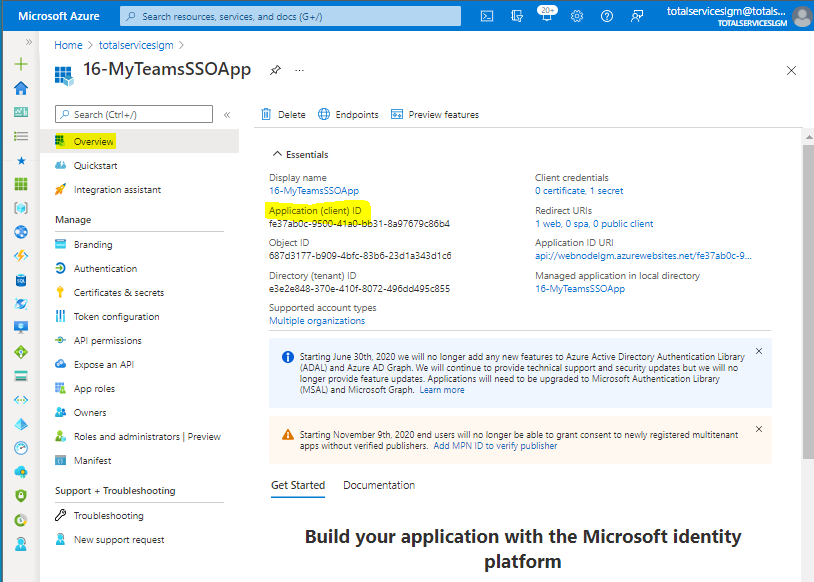 Microsoft Azure
Search resources, services, and docs (G+/)
20+
totalserviceslgm@totals...
TOTALSERVICESLGM
Home > totalserviceslgm >
16-MyTeamsSSOApp
...
Search (Ctrl+/)
Overview
Quickstart
Integration assistant
Manage
Branding
Authentication
Certificates & secrets
Token configuration
API permissions
Expose an API
App roles
Owners
Roles and administrators | Preview
Manifest
Support + Troubleshooting
Troubleshooting
New support request
Delete
Endpoints
Preview features
Essentials
Display name
16-MyTeamsSSOApp
Application (client) ID
fe37ab0c-9500-41a0-bb31-8a97679c86b4
Object ID
687d3177-b909-4bfc-83b6-23d1a343d1c6
Directory (tenant) ID
e3e2e848-370e-410f-8072-496dd495c855
Supported account types
Multiple organizations
Client credentials
0 certificate, 1 secret
Redirect URIs
1 web, 0 spa, 0 public client
Application ID URI
api://webnodelgm.azurewebsites.net/fe37ab0c-9...
Managed application in local directory
16-MyTeamsSSOApp
Starting June 30th, 2020 we will no longer add any new features to Azure Active Directory Authentication Library
(ADAL) and Azure AD Graph. We will continue to provide technical support and security updates but we will no
longer provide feature updates. Applications will need to be upgraded to Microsoft Authentication Library
(MSAL) and Microsoft Graph. Learn more
Starting November 9th, 2020 end users will no longer be able to grant consent to newly registered multitenant
apps without verified publishers. Add MPN ID to verify publisher
Get Started
Documentation
Build your application with the Microsoft identity
platform